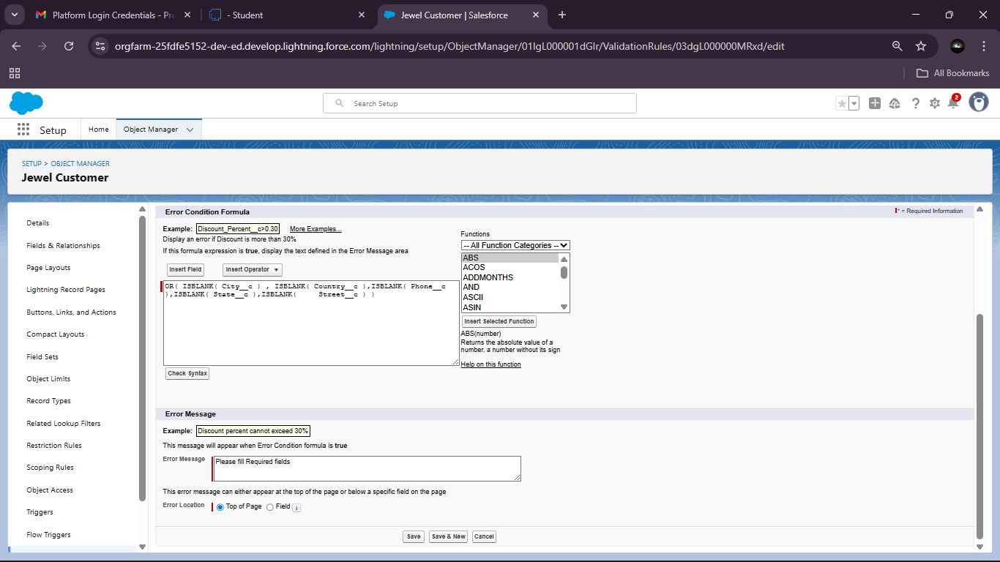 Platform Login Credentials - Pro
- Student
Jewel Customer | Salesforce
orgfarm-25fdfe5152-dev-ed.develop.lightning.force.com/lightning/setup/ObjectManager/01IgL000001dGlr/ValidationRules/03dgL000000MRxd/edit
All Bookmarks
Search Setup
2
Setup
Home
Object Manager
SETUP > OBJECT MANAGER
Jewel Customer
Details
Fields & Relationships
Page Layouts
Lightning Record Pages
Buttons, Links, and Actions
Compact Layouts
Field Sets
Object Limits
Record Types
Related Lookup Filters
Restriction Rules
Scoping Rules
Object Access
Triggers
Flow Triggers
Error Condition Formula
= Required Information
Example: Discount_Percent__c>0.30 More Examples...
Display an error if Discount is more than 30%
If this formula expression is true, display the text defined in the Error Message area
Insert Field
Insert Operator
OR( ISBLANK( City__c ) , ISBLANK( Country__c ),ISBLANK( Phone__c
),ISBLANK( State__c ),ISBLANK( Street__c ) )
Check Syntax
Functions
-- All Function Categories --
ABS
ACOS
ADDMONTHS
AND
ASCII
ASIN
Insert Selected Function
ABS(number)
Returns the absolute value of a
number, a number without its sign
Help on this function
Error Message
Example: Discount percent cannot exceed 30%
This message will appear when Error Condition formula is true
Error Message
Please fill Required fields
This error message can either appear at the top of the page or below a specific field on the page
Error Location
Top of Page
Field
i
Save
Save & New
Cancel